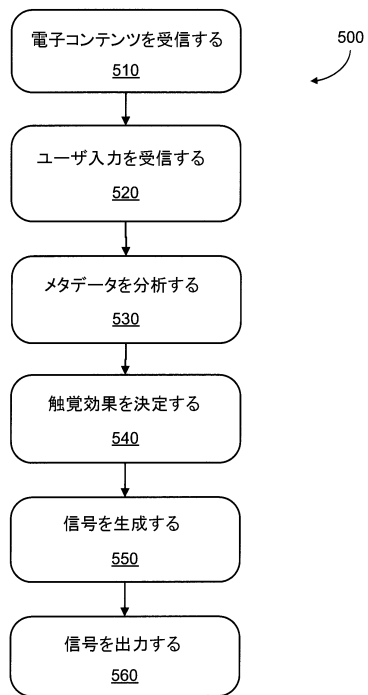 電子コンテンツを受信する
510
500
ユーザ入力を受信する
520
メタデータを分析する
530
触覚効果を決定する
540
信号を生成する
550
信号を出力する
560